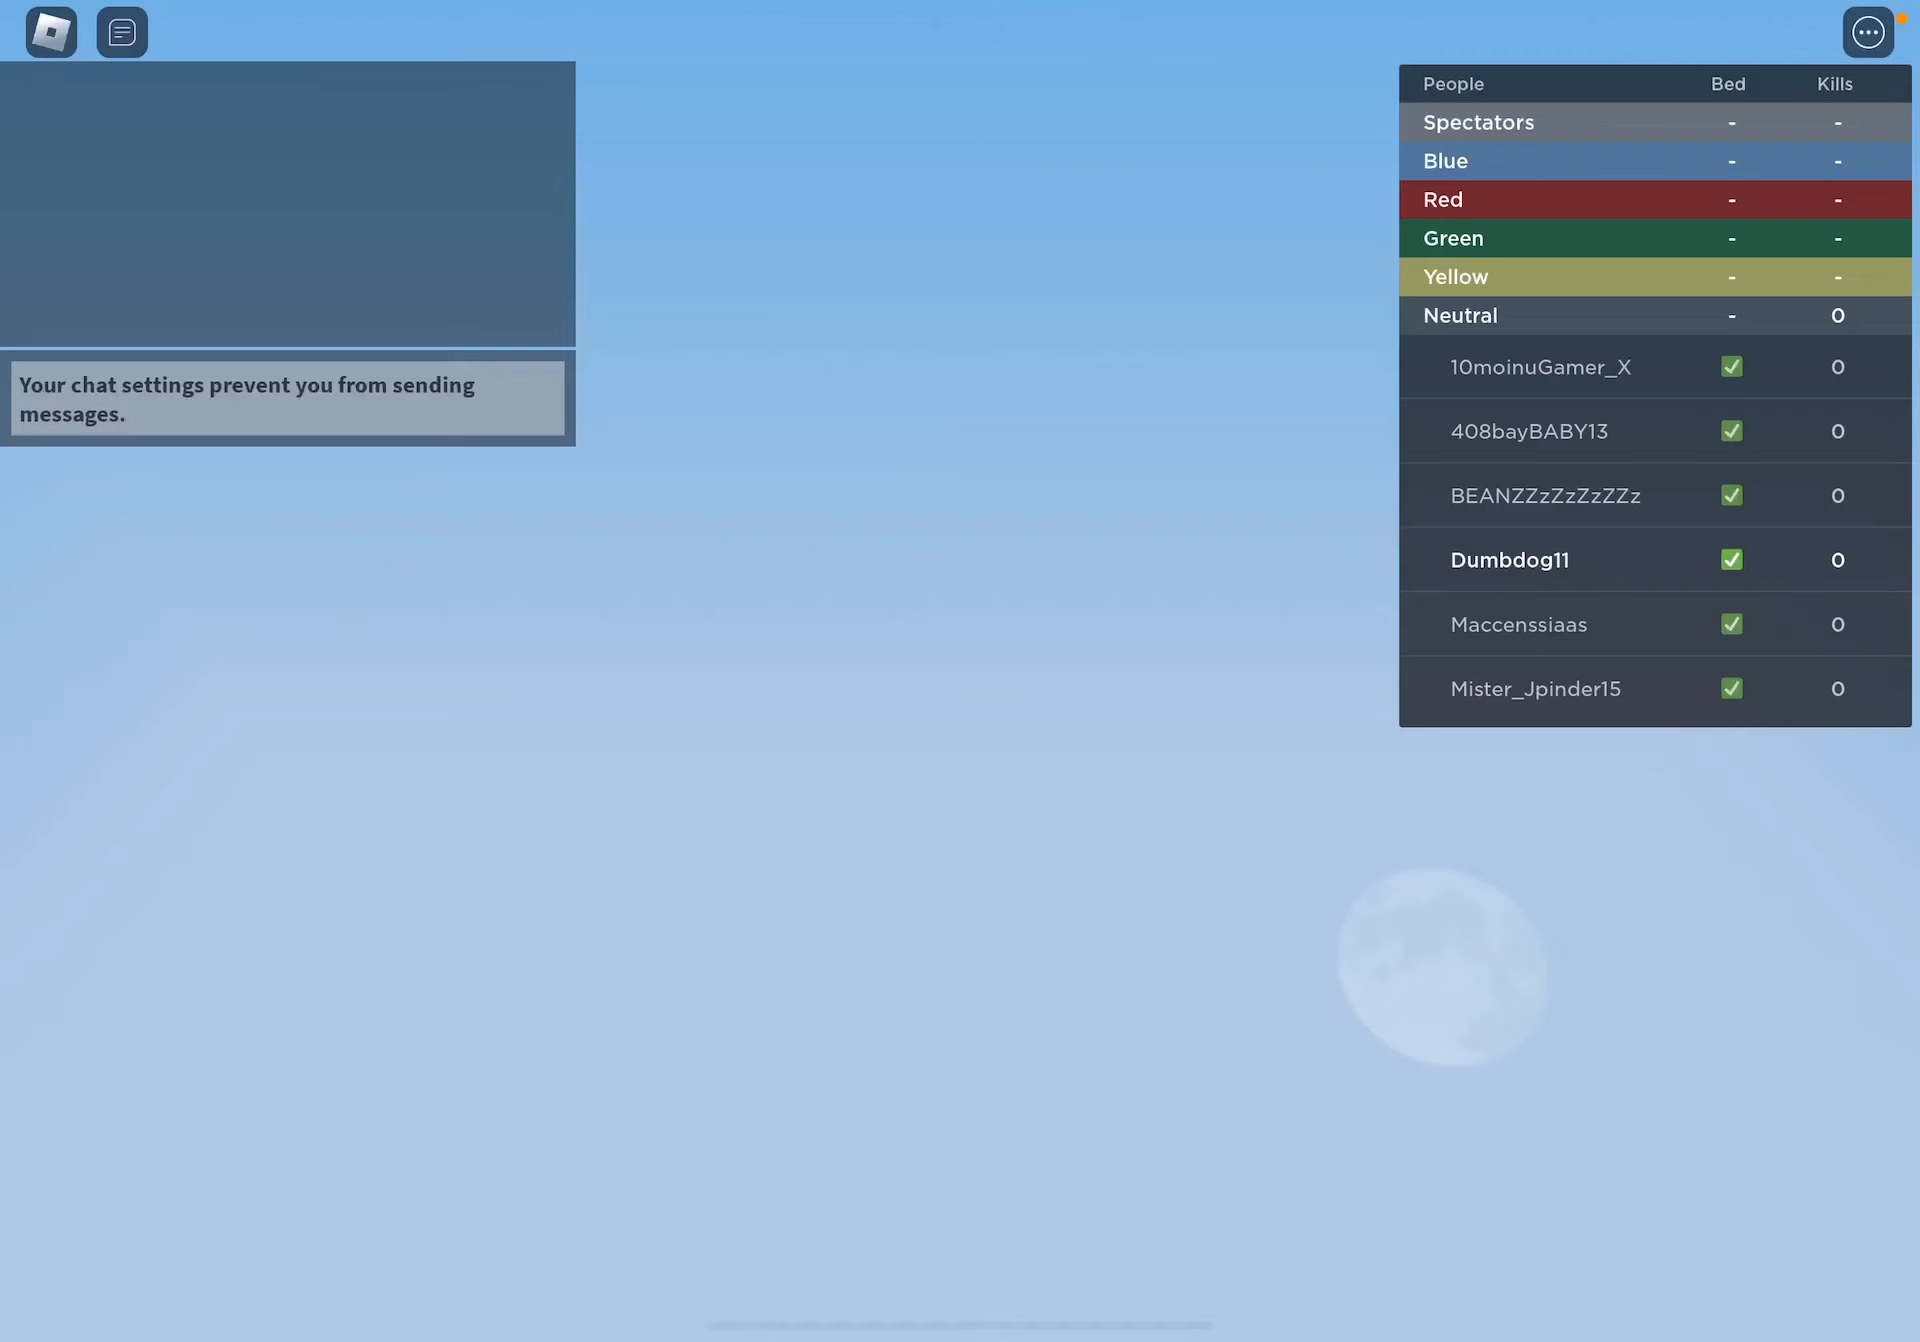 People Bed Kills
Spectators - -
Blue - -
Red - -
Green - -
Yellow - -
Neutral - 0
10moinuGamer_X ✅ 0
408bayBABY13 ✅ 0
BEANZZzZzZzZZz ✅ 0
Dumbdog11 ✅ 0
Maccenssiaas ✅ 0
Mister_Jpinder15 ✅ 0
Your chat settings prevent you from sending
messages.